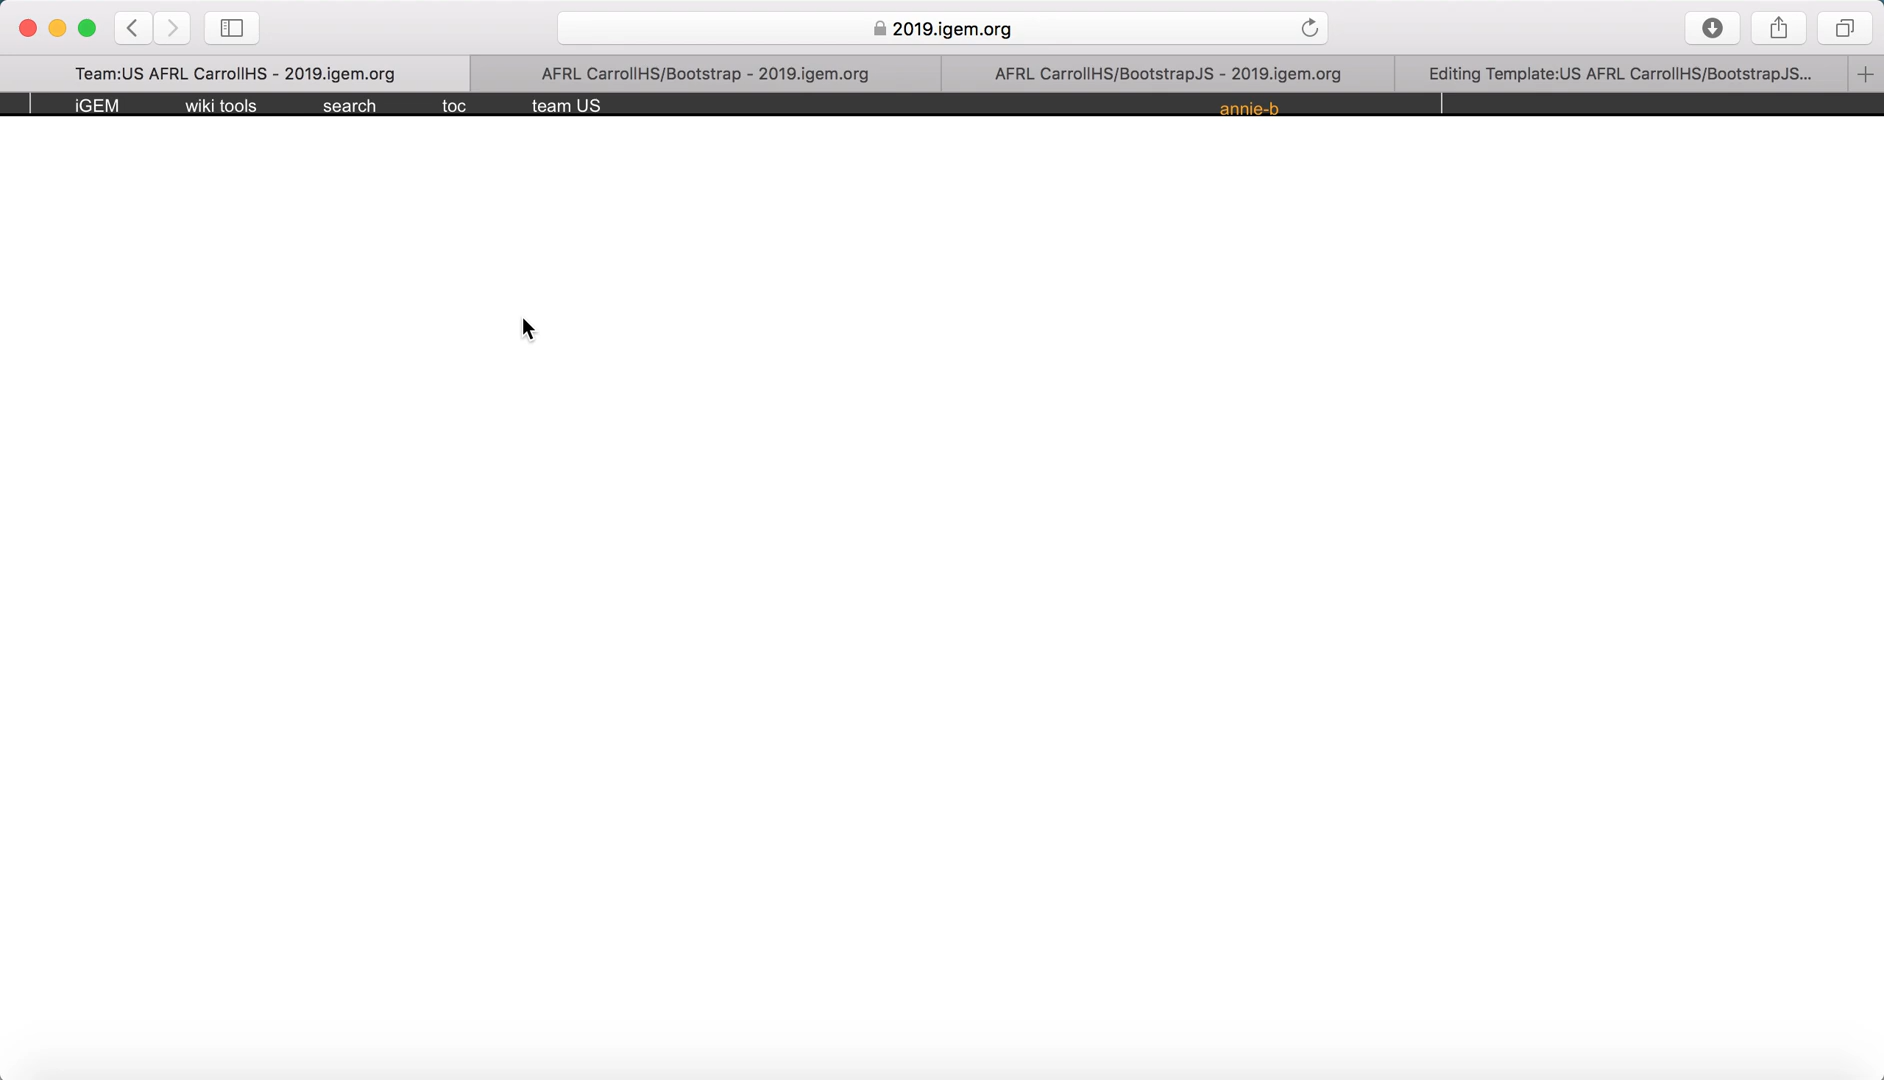 2019.igem.org
Team:US AFRL CarrollHS - 2019.igem.org
AFRL CarrollHS/Bootstrap - 2019.igem.org
AFRL CarrollHS/BootstrapJS - 2019.igem.org
Editing Template:US AFRL CarrollHS/BootstrapJS...
iGEM wiki tools search toc team US annie-b